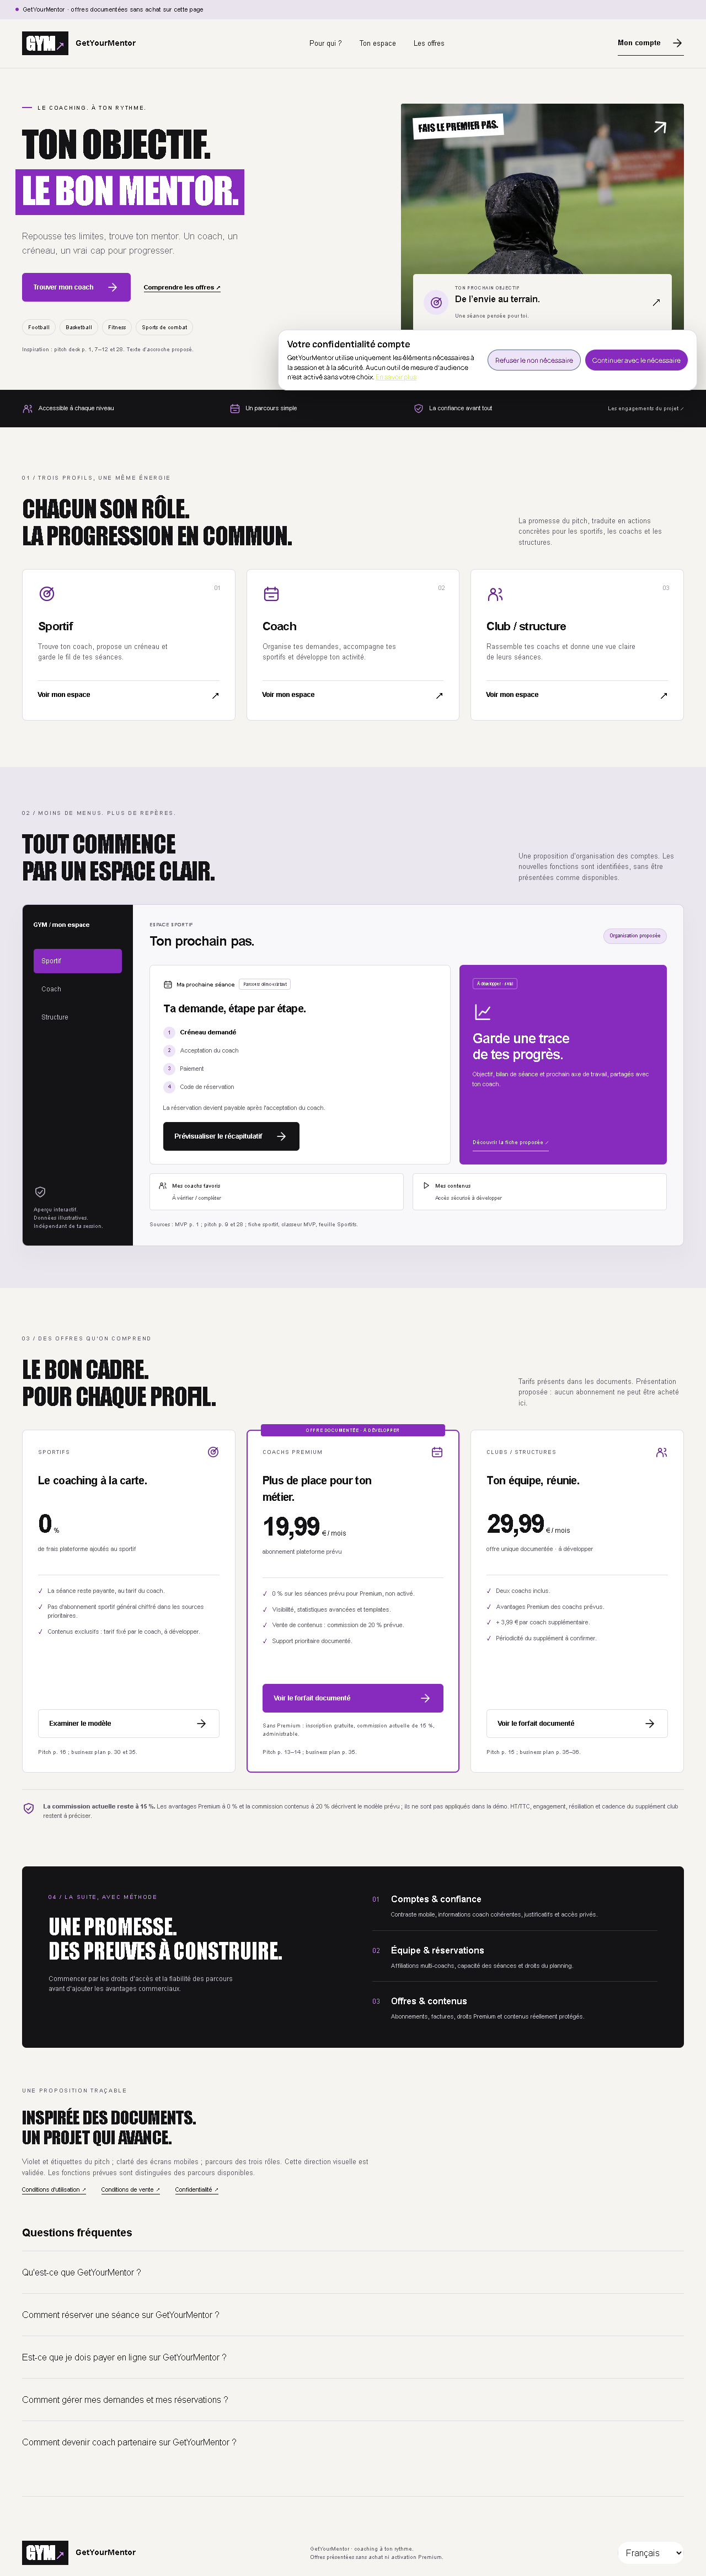 GetYourMentor · offres documentées sans achat sur cette page
GYM↗ GetYourMentor
Pour qui ?
Ton espace
Les offres
Mon compte
LE COACHING. À TON RYTHME.
TON OBJECTIF.
LE BON MENTOR.
Repousse tes limites, trouve ton mentor. Un coach, un
créneau, un vrai cap pour progresser.
Trouver mon coach
Comprendre les offres ↗
Football
Basketball
Fitness
Sports de combat
Inspiration : pitch deck p. 1, 7–12 et 28. Texte d'accroche proposé.
FAIS LE PREMIER PAS.
TON PROCHAIN OBJECTIF
De l'envie au terrain.
Une séance pensée pour toi.
Votre confidentialité compte
GetYourMentor utilise uniquement les éléments nécessaires à
la session et à la sécurité. Aucun outil de mesure d'audience
n'est activé sans votre choix. En savoir plus
Refuser le non nécessaire
Continuer avec le nécessaire
Accessible à chaque niveau
Un parcours simple
La confiance avant tout
Les engagements du projet ↗
01 / TROIS PROFILS, UNE MÊME ÉNERGIE
CHACUN SON RÔLE.
LA PROGRESSION EN COMMUN.
La promesse du pitch, traduite en actions
concrètes pour les sportifs, les coachs et les
structures.
01
Sportif
Trouve ton coach, propose un créneau et
garde le fil de tes séances.
Voir mon espace ↗
02
Coach
Organise tes demandes, accompagne tes
sportifs et développe ton activité.
Voir mon espace ↗
03
Club / structure
Rassemble tes coachs et donne une vue claire
de leurs séances.
Voir mon espace ↗
02 / MOINS DE MENUS. PLUS DE REPÈRES.
TOUT COMMENCE
PAR UN ESPACE CLAIR.
Une proposition d'organisation des comptes. Les
nouvelles fonctions sont identifiées, sans être
présentées comme disponibles.
GYM / mon espace
Sportif
Coach
Structure
Aperçu interactif.
Données illustratives.
Indépendant de ta session.
ESPACE SPORTIF
Ton prochain pas.
Organisation proposée
Ma prochaine séance
Parcours démo existant
Ta demande, étape par étape.
1 Créneau demandé
2 Acceptation du coach
3 Paiement
4 Code de réservation
La réservation devient payable après l'acceptation du coach.
Prévisualiser le récapitulatif
À développer · suivi
Garde une trace
de tes progrès.
Objectif, bilan de séance et prochain axe de travail, partagés avec
ton coach.
Découvrir la fiche proposée ↗
Mes coachs favoris
À vérifier / compléter
Mes contenus
Accès sécurisé à développer
Sources : MVP p. 1 ; pitch p. 9 et 28 ; fiche sportif, classeur MVP, feuille Sportifs.
03 / DES OFFRES QU'ON COMPREND
LE BON CADRE.
POUR CHAQUE PROFIL.
Tarifs présents dans les documents. Présentation
proposée : aucun abonnement ne peut être acheté
ici.
SPORTIFS
Le coaching à la carte.
0 %
de frais plateforme ajoutés au sportif
✓ La séance reste payante, au tarif du coach.
✓ Pas d'abonnement sportif général chiffré dans les sources
prioritaires.
✓ Contenus exclusifs : tarif fixé par le coach, à développer.
Examiner le modèle
Pitch p. 16 ; business plan p. 30 et 35.
OFFRE DOCUMENTÉE · À DÉVELOPPER
COACHS PREMIUM
Plus de place pour ton
métier.
19,99 € / mois
abonnement plateforme prévu
✓ 0 % sur les séances prévu pour Premium, non activé.
✓ Visibilité, statistiques avancées et templates.
✓ Vente de contenus : commission de 20 % prévue.
✓ Support prioritaire documenté.
Voir le forfait documenté
Sans Premium : inscription gratuite, commission actuelle de 15 %,
administrable.
Pitch p. 13–14 ; business plan p. 35.
CLUBS / STRUCTURES
Ton équipe, réunie.
29,99 € / mois
offre unique documentée · à développer
✓ Deux coachs inclus.
✓ Avantages Premium des coachs prévus.
✓ + 3,99 € par coach supplémentaire.
✓ Périodicité du supplément à confirmer.
Voir le forfait documenté
Pitch p. 15 ; business plan p. 35–36.
La commission actuelle reste à 15 %. Les avantages Premium à 0 % et la commission contenus à 20 % décrivent le modèle prévu ; ils ne sont pas appliqués dans la démo. HT/TTC, engagement, résiliation et cadence du supplément club
restent à préciser.
04 / LA SUITE, AVEC MÉTHODE
UNE PROMESSE.
DES PREUVES À CONSTRUIRE.
Commencer par les droits d'accès et la fiabilité des parcours
avant d'ajouter les avantages commerciaux.
01 Comptes & confiance
Contraste mobile, informations coach cohérentes, justificatifs et accès privés.
02 Équipe & réservations
Affiliations multi-coachs, capacité des séances et droits du planning.
03 Offres & contenus
Abonnements, factures, droits Premium et contenus réellement protégés.
UNE PROPOSITION TRAÇABLE
INSPIRÉE DES DOCUMENTS.
UN PROJET QUI AVANCE.
Violet et étiquettes du pitch ; clarté des écrans mobiles ; parcours des trois rôles. Cette direction visuelle est
validée. Les fonctions prévues sont distinguées des parcours disponibles.
Conditions d'utilisation ↗
Conditions de vente ↗
Confidentialité ↗
Questions fréquentes
Qu'est-ce que GetYourMentor ?
Comment réserver une séance sur GetYourMentor ?
Est-ce que je dois payer en ligne sur GetYourMentor ?
Comment gérer mes demandes et mes réservations ?
Comment devenir coach partenaire sur GetYourMentor ?
GYM↗ GetYourMentor
GetYourMentor · coaching à ton rythme.
Offres présentées sans achat ni activation Premium.
Français